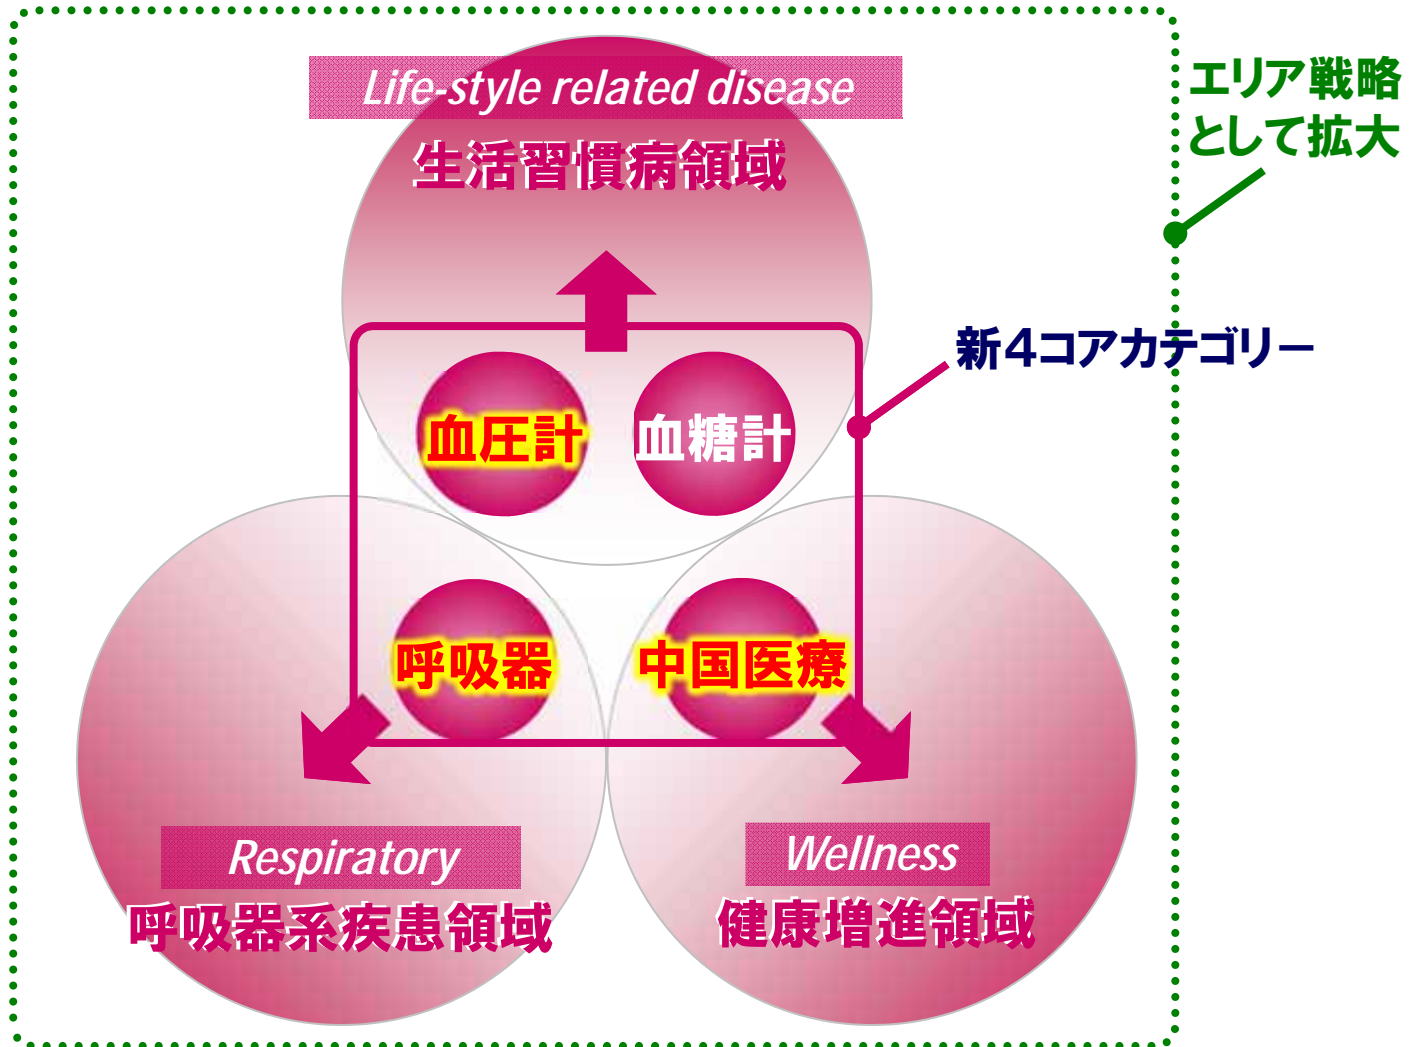 Life-style related disease
生活習慣病領域
エリア戦略
として拡大
新4コアカテゴリー
血圧計
血糖計
呼吸器
中国医療
Respiratory
呼吸器系疾患領域
Wellness
健康増進領域